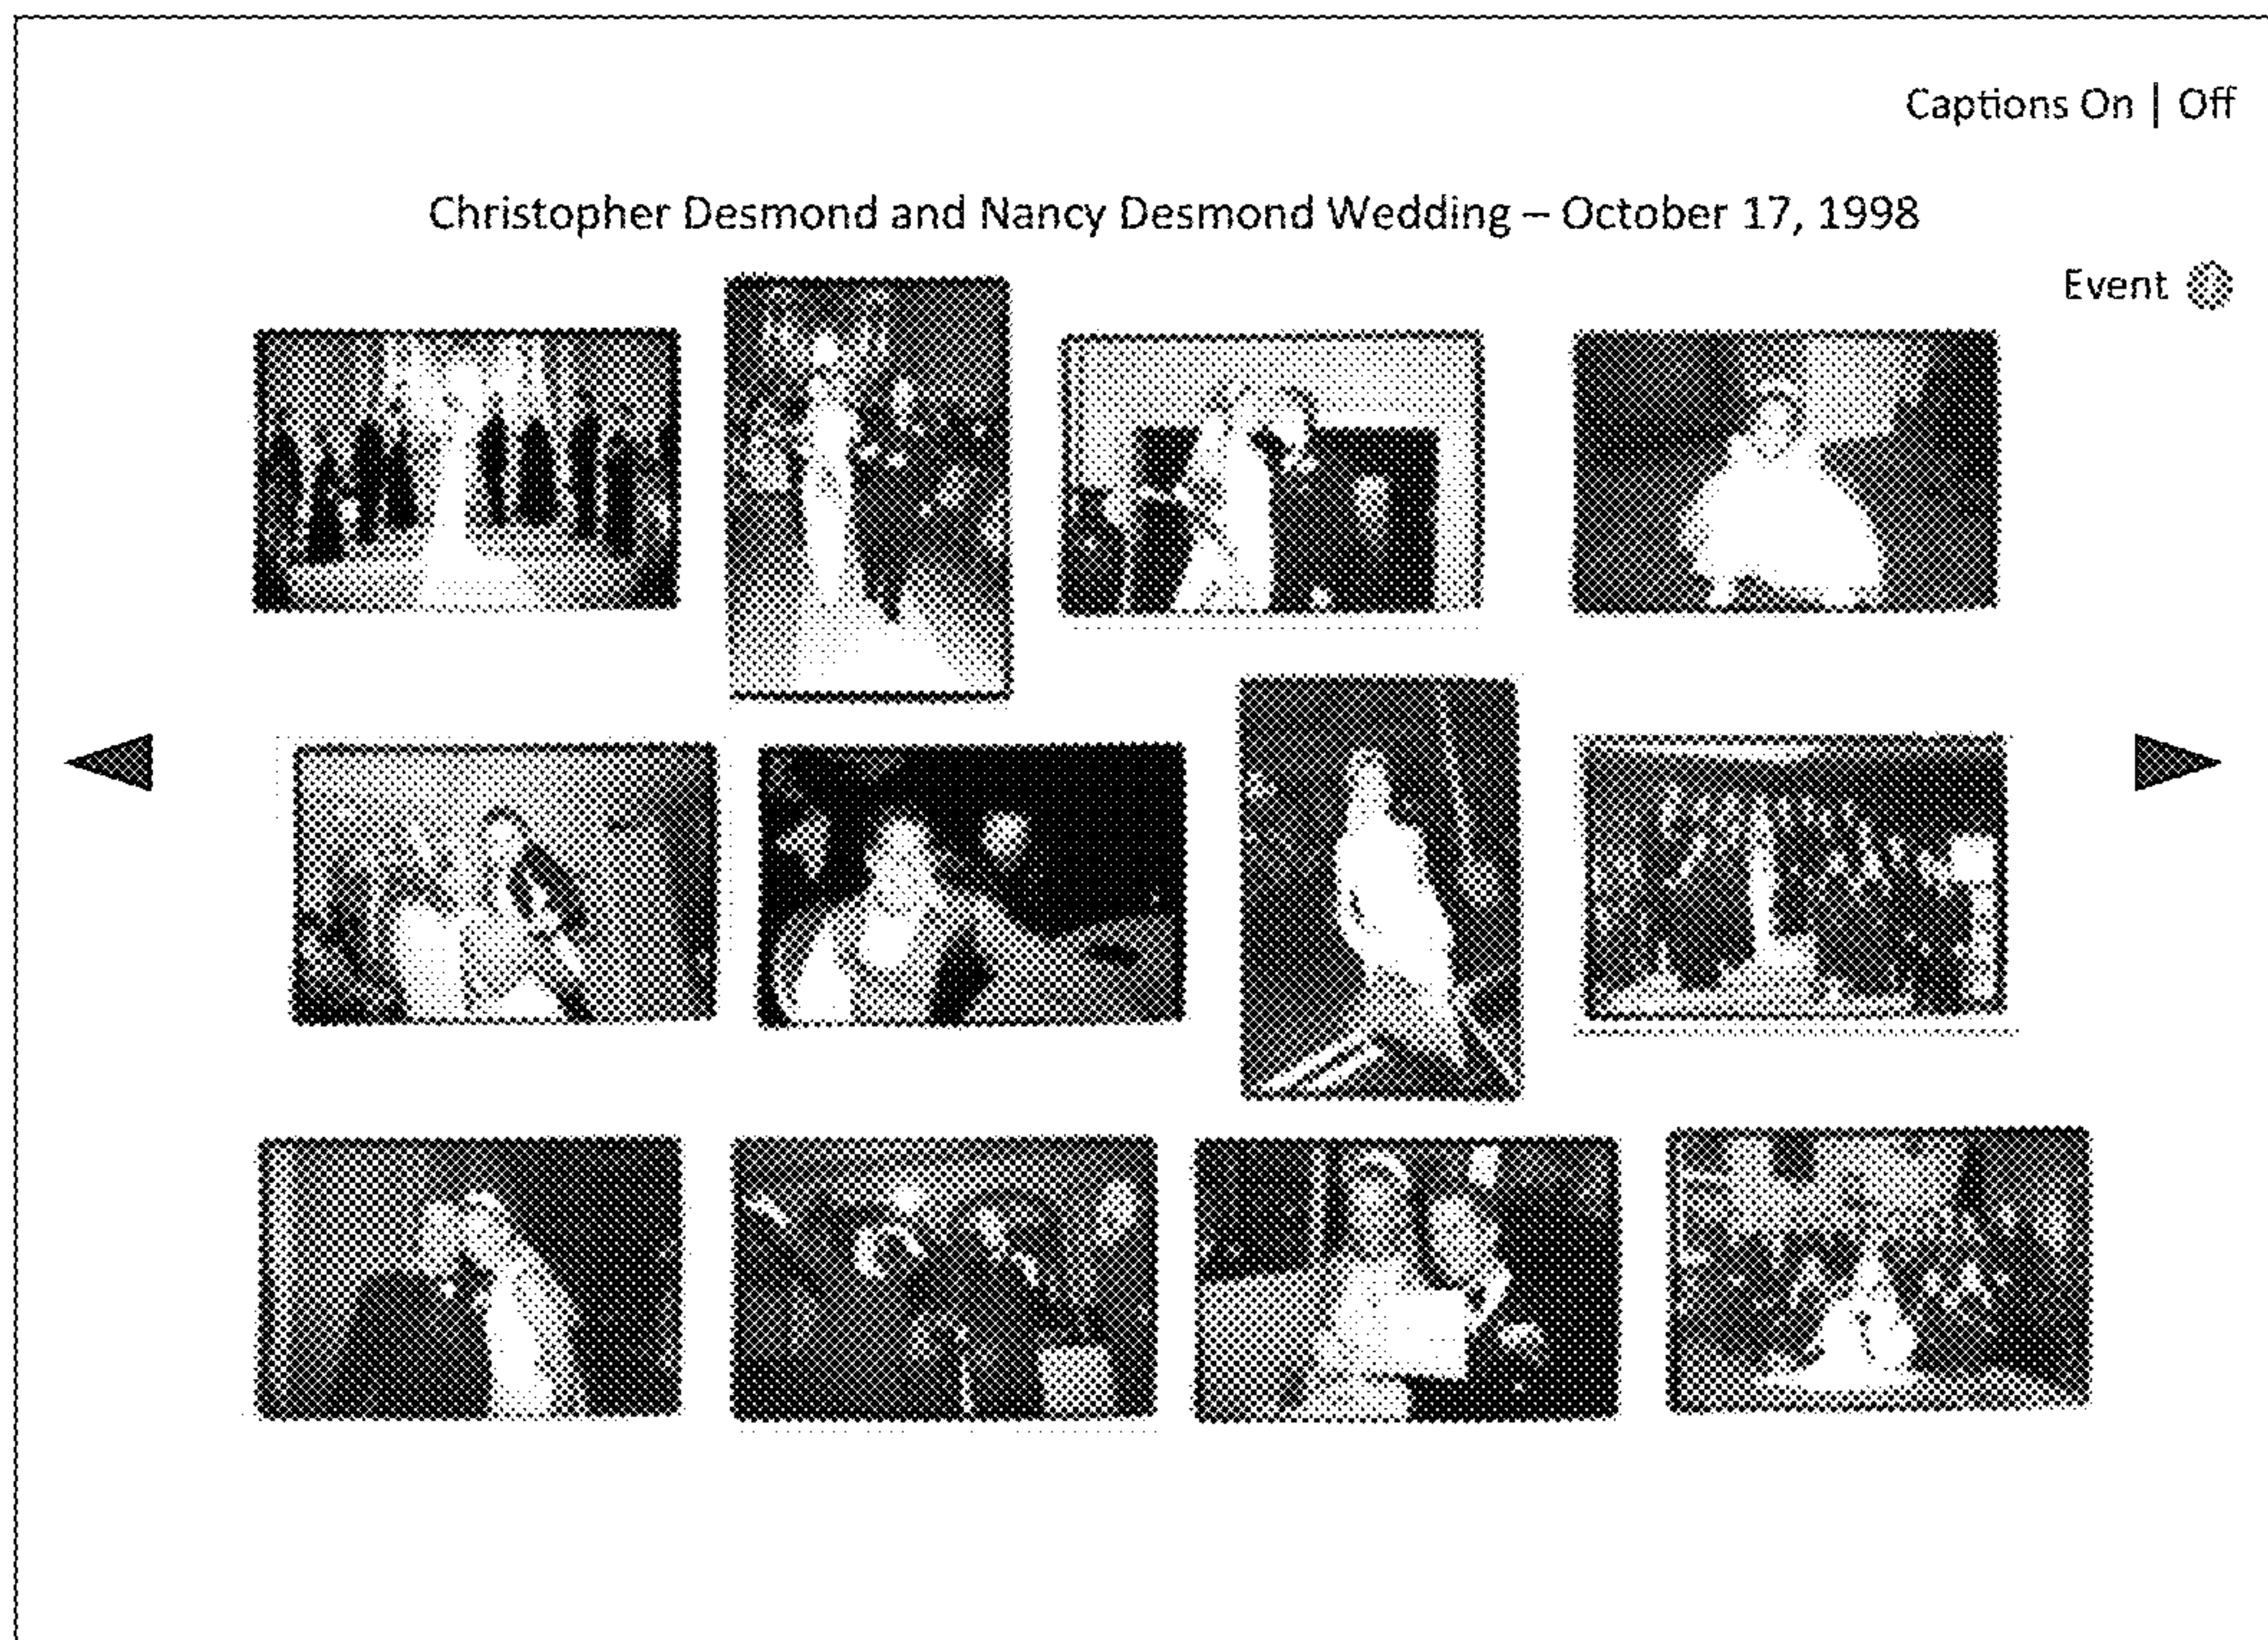 Captions On | Off
Christopher Desmond and Nancy Desmond Wedding – October 17, 1998
Event